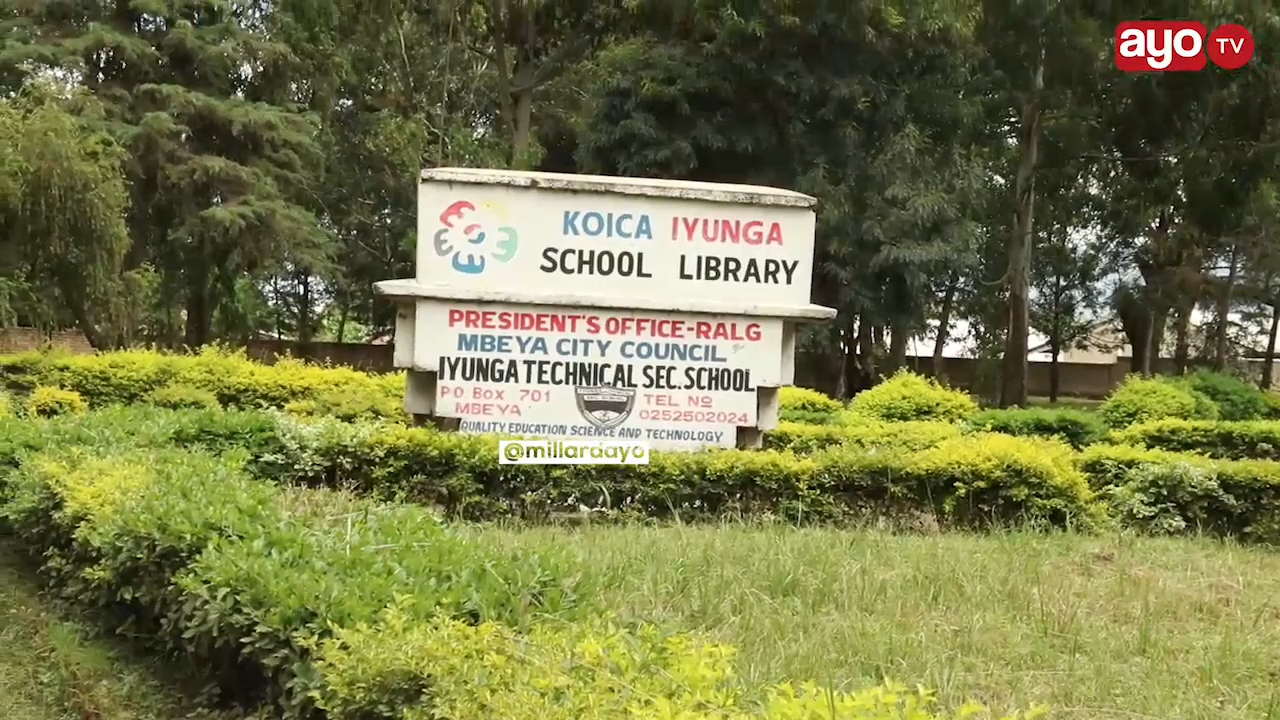 ayo TV
KOICA IYUNGA
SCHOOL LIBRARY
PRESIDENT'S OFFICE-RALG
MBEYA CITY COUNCIL
IYUNGA TECHNICAL SEC. SCHOOL
P.O. BOX 701 TEL NO
MBEYA 0252502024
QUALITY EDUCATION SCIENCE AND TECHNOLOGY
@millardayo